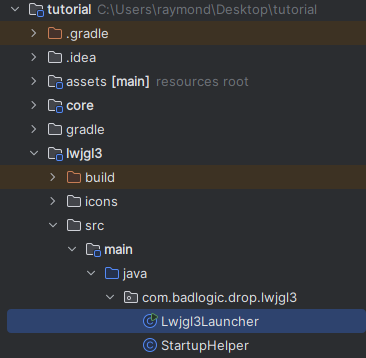 tutorial C:\Users\raymond\Desktop\tutorial
.gradle
.idea
assets [main] resources root
core
gradle
lwjgl3
build
icons
src
main
java
com.badlogic.drop.lwjgl3
Lwjgl3Launcher
StartupHelper